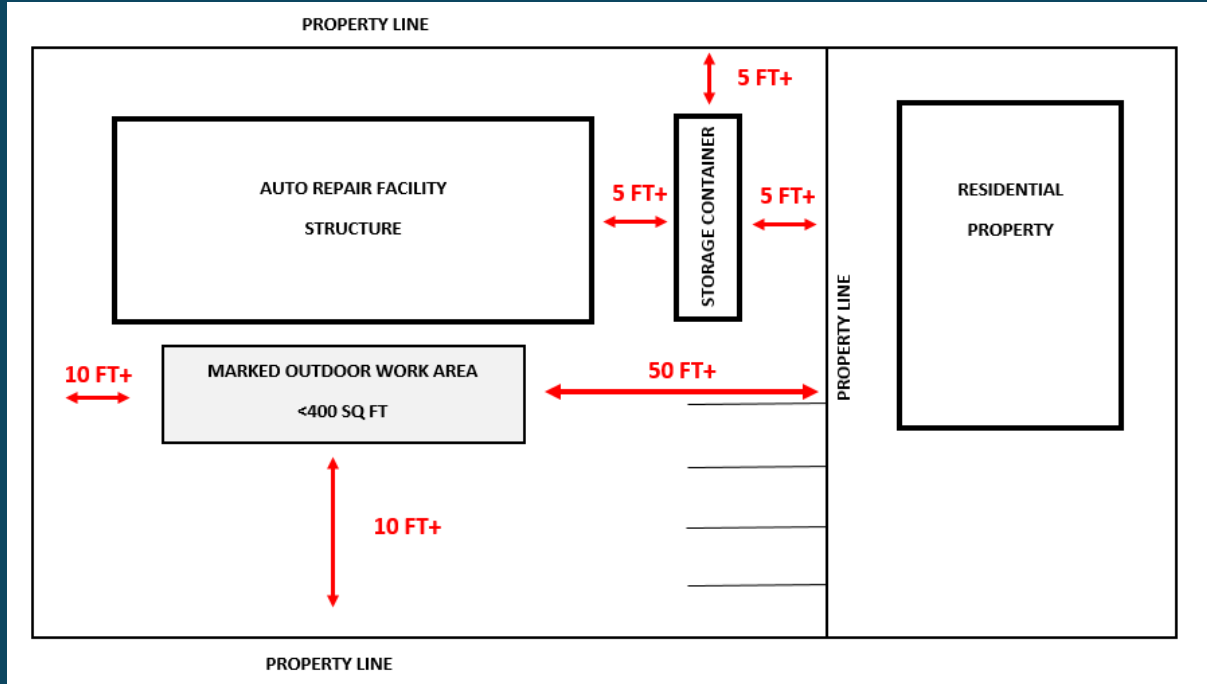 PROPERTY LINE
5 FT+
AUTO REPAIR FACILITY
STRUCTURE
5 FT+
STORAGE CONTAINER
5 FT+
RESIDENTIAL
PROPERTY
PROPERTY LINE
10 FT+
MARKED OUTDOOR WORK AREA
<400 SQ FT
50 FT+
10 FT+
PROPERTY LINE